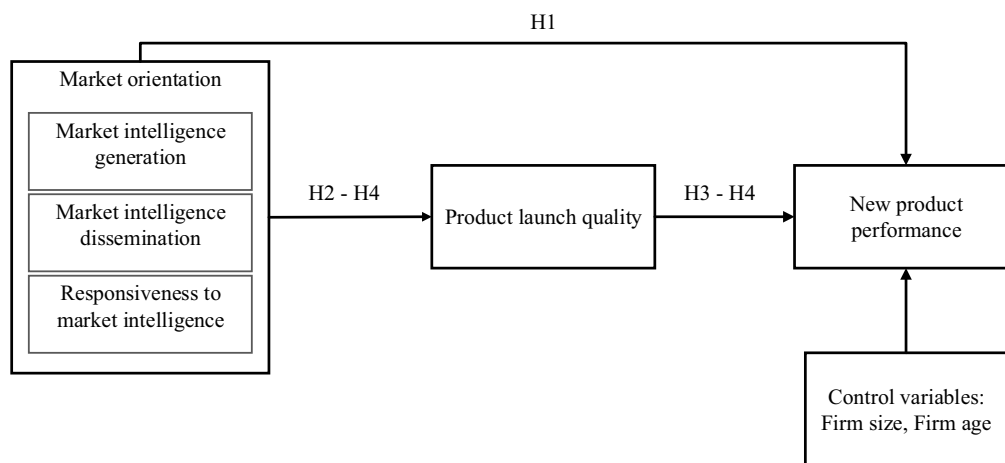 H1
Market orientation
Market intelligence
generation
Market intelligence
dissemination
Responsiveness to
market intelligence
H2 - H4
Product launch quality
H3 - H4
New product
performance
Control variables:
Firm size, Firm age